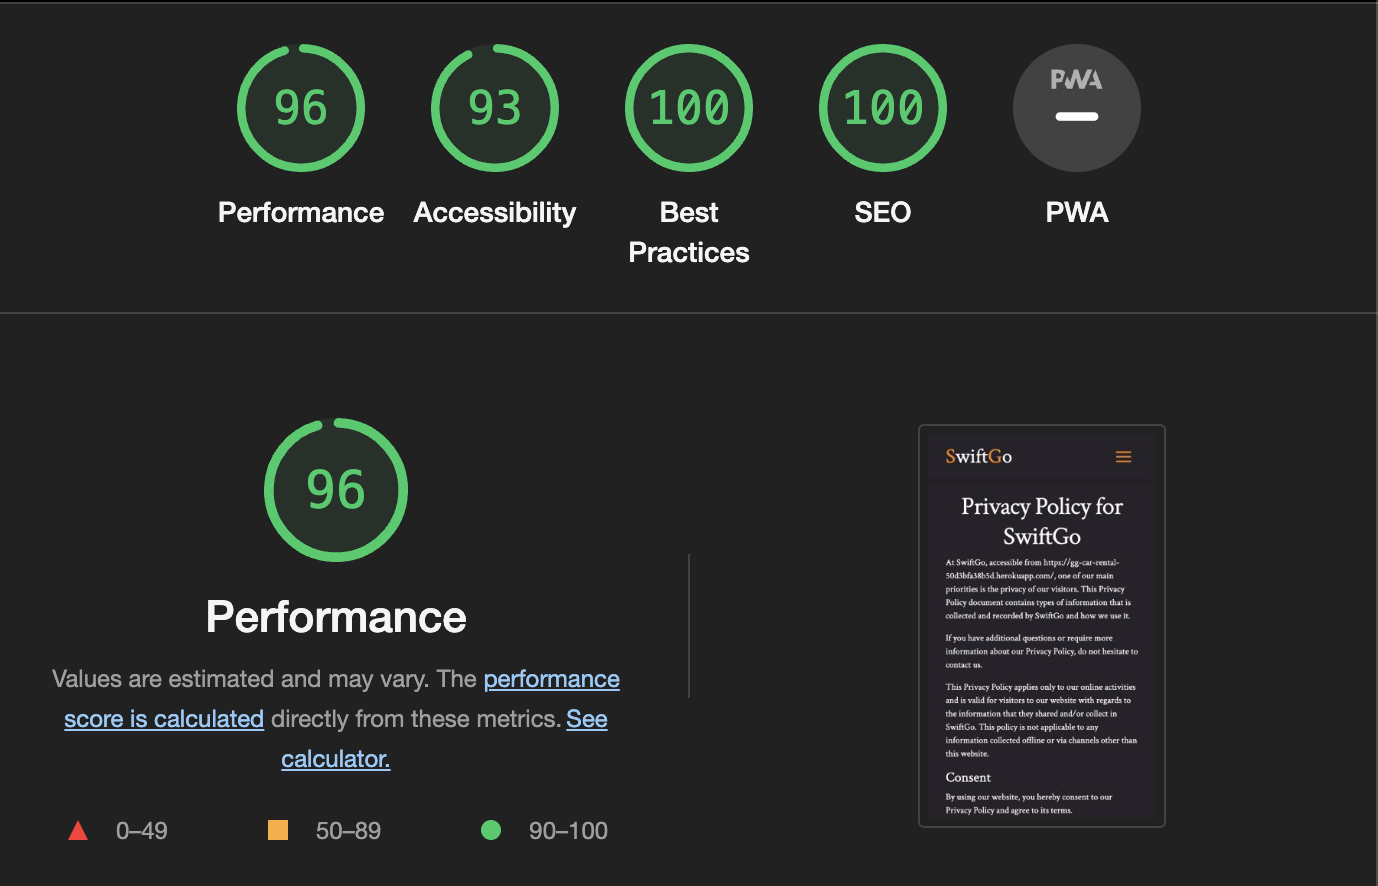 96
93
100
100
PWA
Performance
Accessibility
Best
Practices
SEO
PWA
96
Performance
Values are estimated and may vary. The performance
score is calculated directly from these metrics. See
calculator.
0–49
50–89
90–100
SwiftGo
Privacy Policy for
SwiftGo
At SwiftGo, accessible from https://gg-car-rental-
50d3bfa38b5d.herokuapp.com/, one of our main
priorities is the privacy of our visitors. This Privacy
Policy document contains types of information that is
collected and recorded by SwiftGo and how we use it.
If you have additional questions or require more
information about our Privacy Policy, do not hesitate to
contact us.
This Privacy Policy applies only to our online activities
and is valid for visitors to our website with regards to
the information that they shared and/or collect in
SwiftGo. This policy is not applicable to any
information collected offline or via channels other than
this website.
Consent
By using our website, you hereby consent to our
Privacy Policy and agree to its terms.